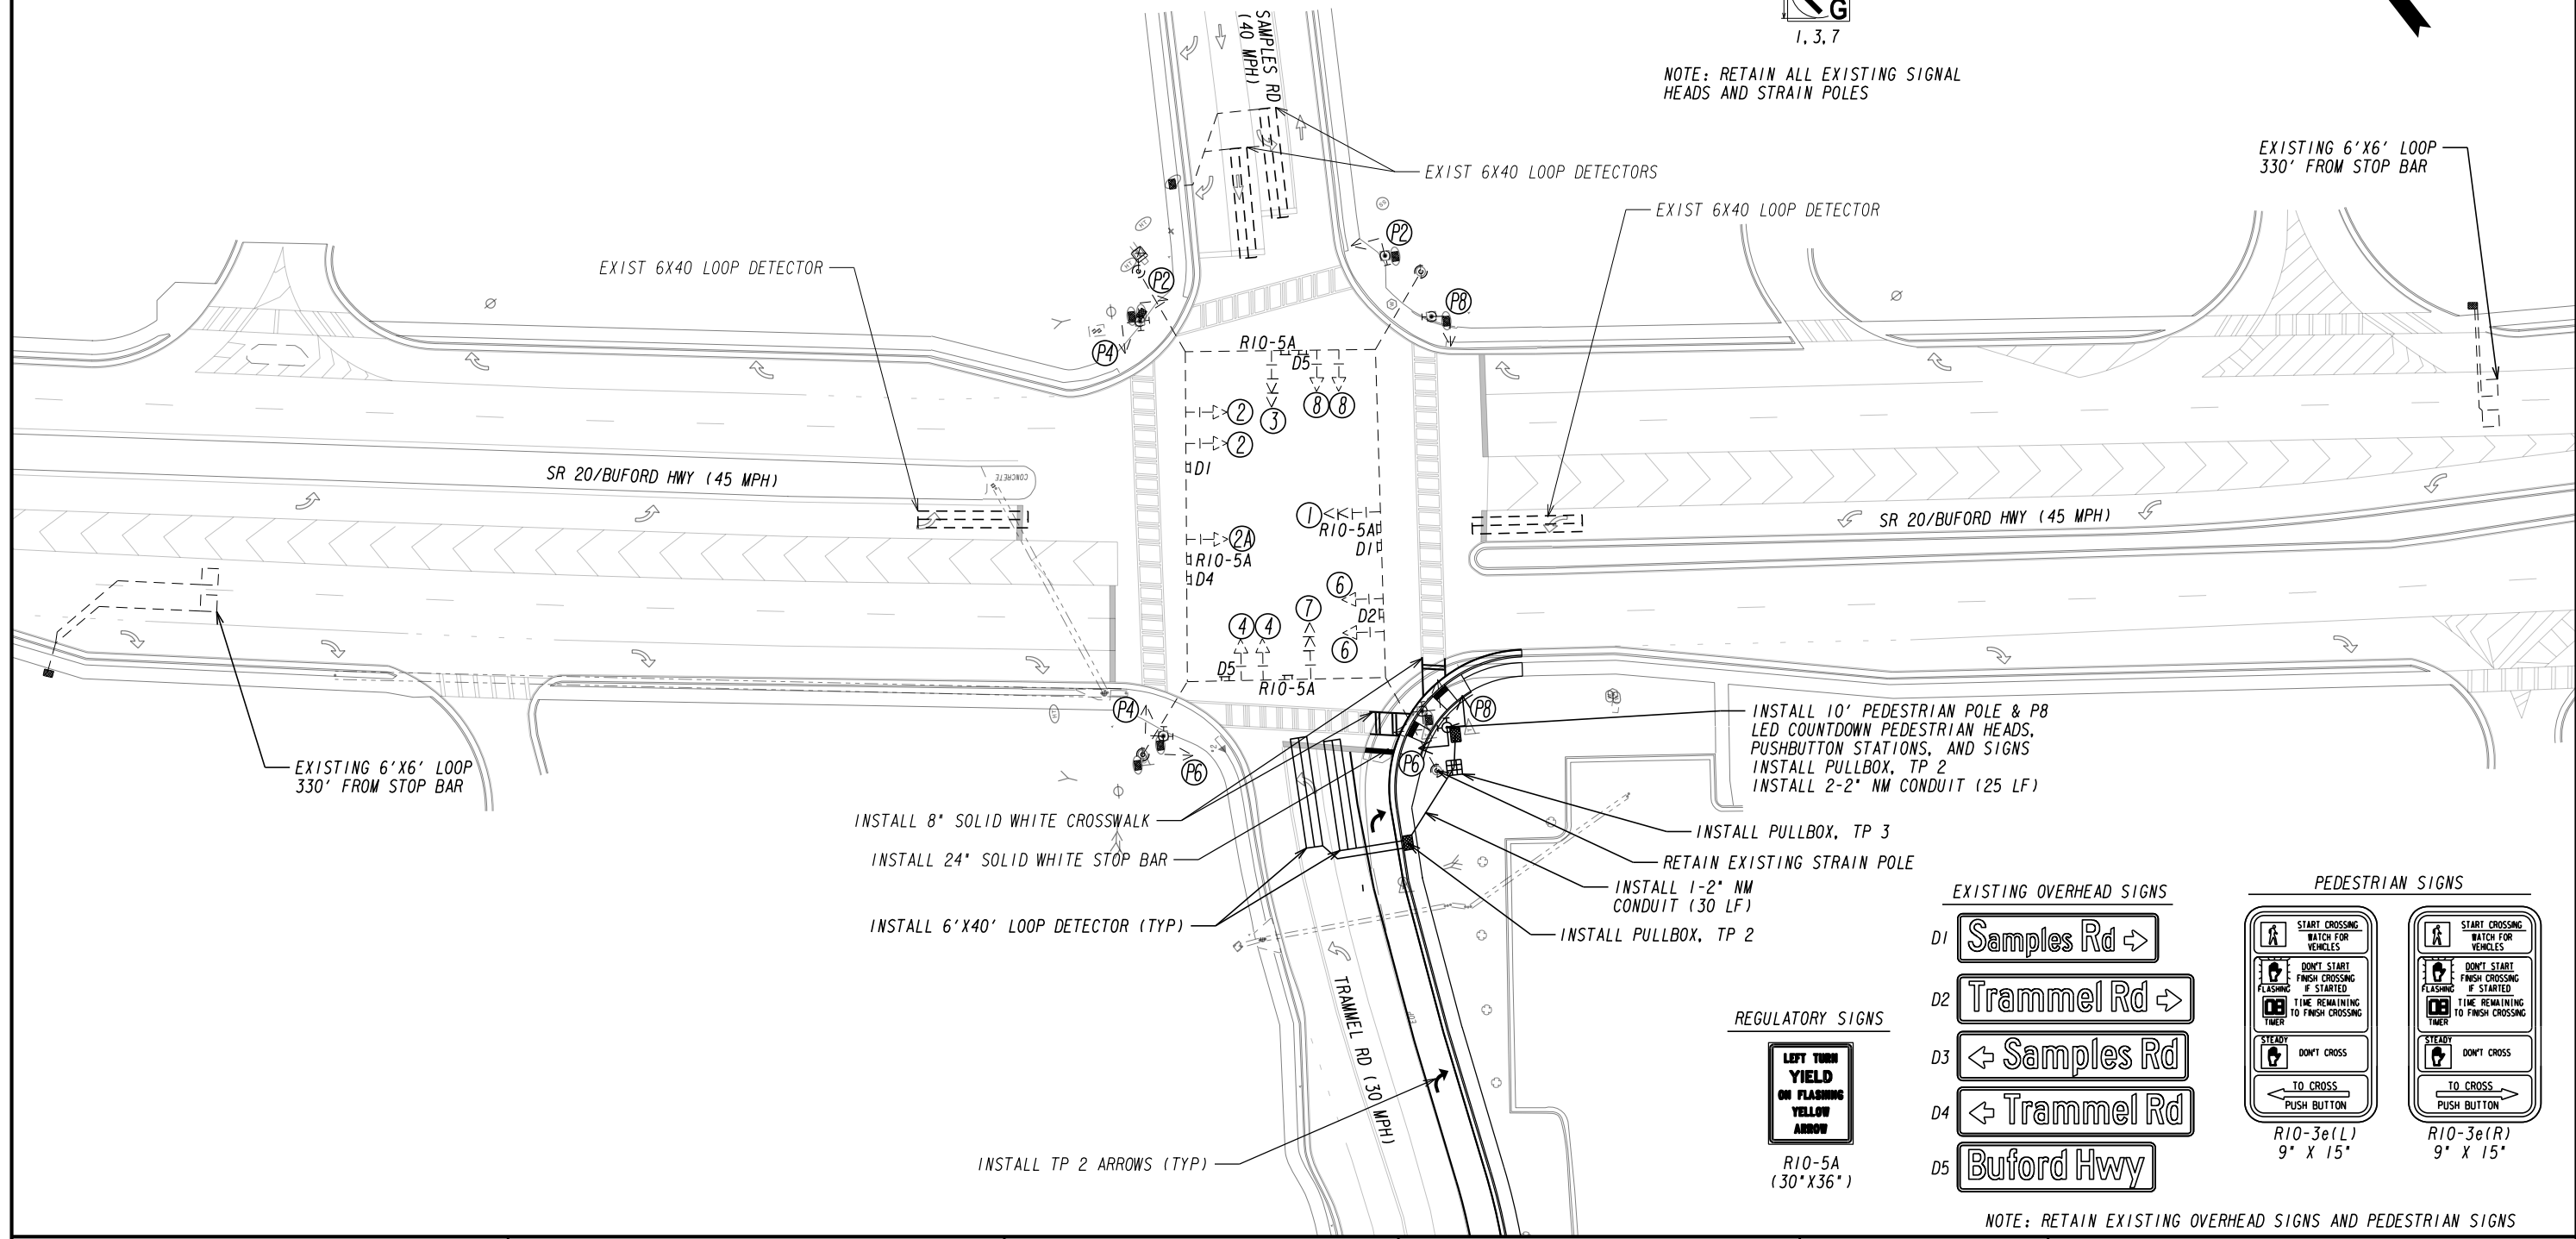 G
1, 3, 7
NOTE: RETAIN ALL EXISTING SIGNAL
HEADS AND STRAIN POLES
SAMPLES RD
(40 MPH)
EXIST 6X40 LOOP DETECTORS
EXISTING 6'X6' LOOP
330' FROM STOP BAR
EXIST 6X40 LOOP DETECTOR
EXIST 6X40 LOOP DETECTOR
P2
P2
P8
P4
R10-5A
D5
2
3
8
8
2
D1
SR 20/BUFORD HWY (45 MPH)
CONCRETE
1
R10-5A
D1
SR 20/BUFORD HWY (45 MPH)
2A
R10-5A
D4
6
7
D2
4
4
6
D5
R10-5A
P4
P8
P6
P6
INSTALL 10' PEDESTRIAN POLE & P8
LED COUNTDOWN PEDESTRIAN HEADS,
PUSHBUTTON STATIONS, AND SIGNS
INSTALL PULLBOX, TP 2
INSTALL 2-2" NM CONDUIT (25 LF)
EXISTING 6'X6' LOOP
330' FROM STOP BAR
INSTALL 8" SOLID WHITE CROSSWALK
INSTALL PULLBOX, TP 3
INSTALL 24" SOLID WHITE STOP BAR
RETAIN EXISTING STRAIN POLE
INSTALL 1-2" NM
CONDUIT (30 LF)
INSTALL 6'X40' LOOP DETECTOR (TYP)
INSTALL PULLBOX, TP 2
TRAMMEL RD (30 MPH)
EOP
INSTALL TP 2 ARROWS (TYP)
REGULATORY SIGNS
LEFT TURN
YIELD
ON FLASHING
YELLOW
ARROW
R10-5A
(30"X36")
EXISTING OVERHEAD SIGNS
D1 Samples Rd
D2 Trammel Rd
D3 Samples Rd
D4 Trammel Rd
D5 Buford Hwy
PEDESTRIAN SIGNS
START CROSSING
WATCH FOR
VEHICLES
DON'T START
FINISH CROSSING
IF STARTED
FLASHING
TIME REMAINING
TO FINISH CROSSING
08
TIMER
STEADY
DON'T CROSS
TO CROSS
PUSH BUTTON
R10-3e(L)
9" X 15"
START CROSSING
WATCH FOR
VEHICLES
DON'T START
FINISH CROSSING
IF STARTED
FLASHING
TIME REMAINING
TO FINISH CROSSING
08
TIMER
STEADY
DON'T CROSS
TO CROSS
PUSH BUTTON
R10-3e(R)
9" X 15"
NOTE: RETAIN EXISTING OVERHEAD SIGNS AND PEDESTRIAN SIGNS